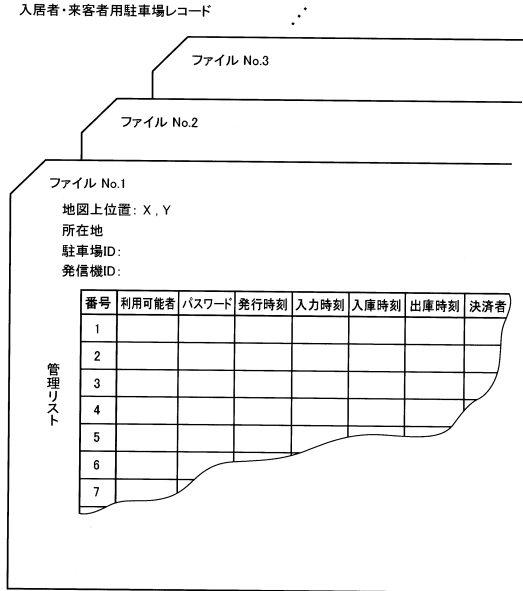 入居者・来客者用駐車場レコード
ファイル No.3
ファイル No.2
ファイル No.1
地図上位置: X , Y
所在地
駐車場ID:
発信機ID:
管理リスト
番号 利用可能者 パスワード 発行時刻 入力時刻 入庫時刻 出庫時刻 決済者
1
2
3
4
5
6
7